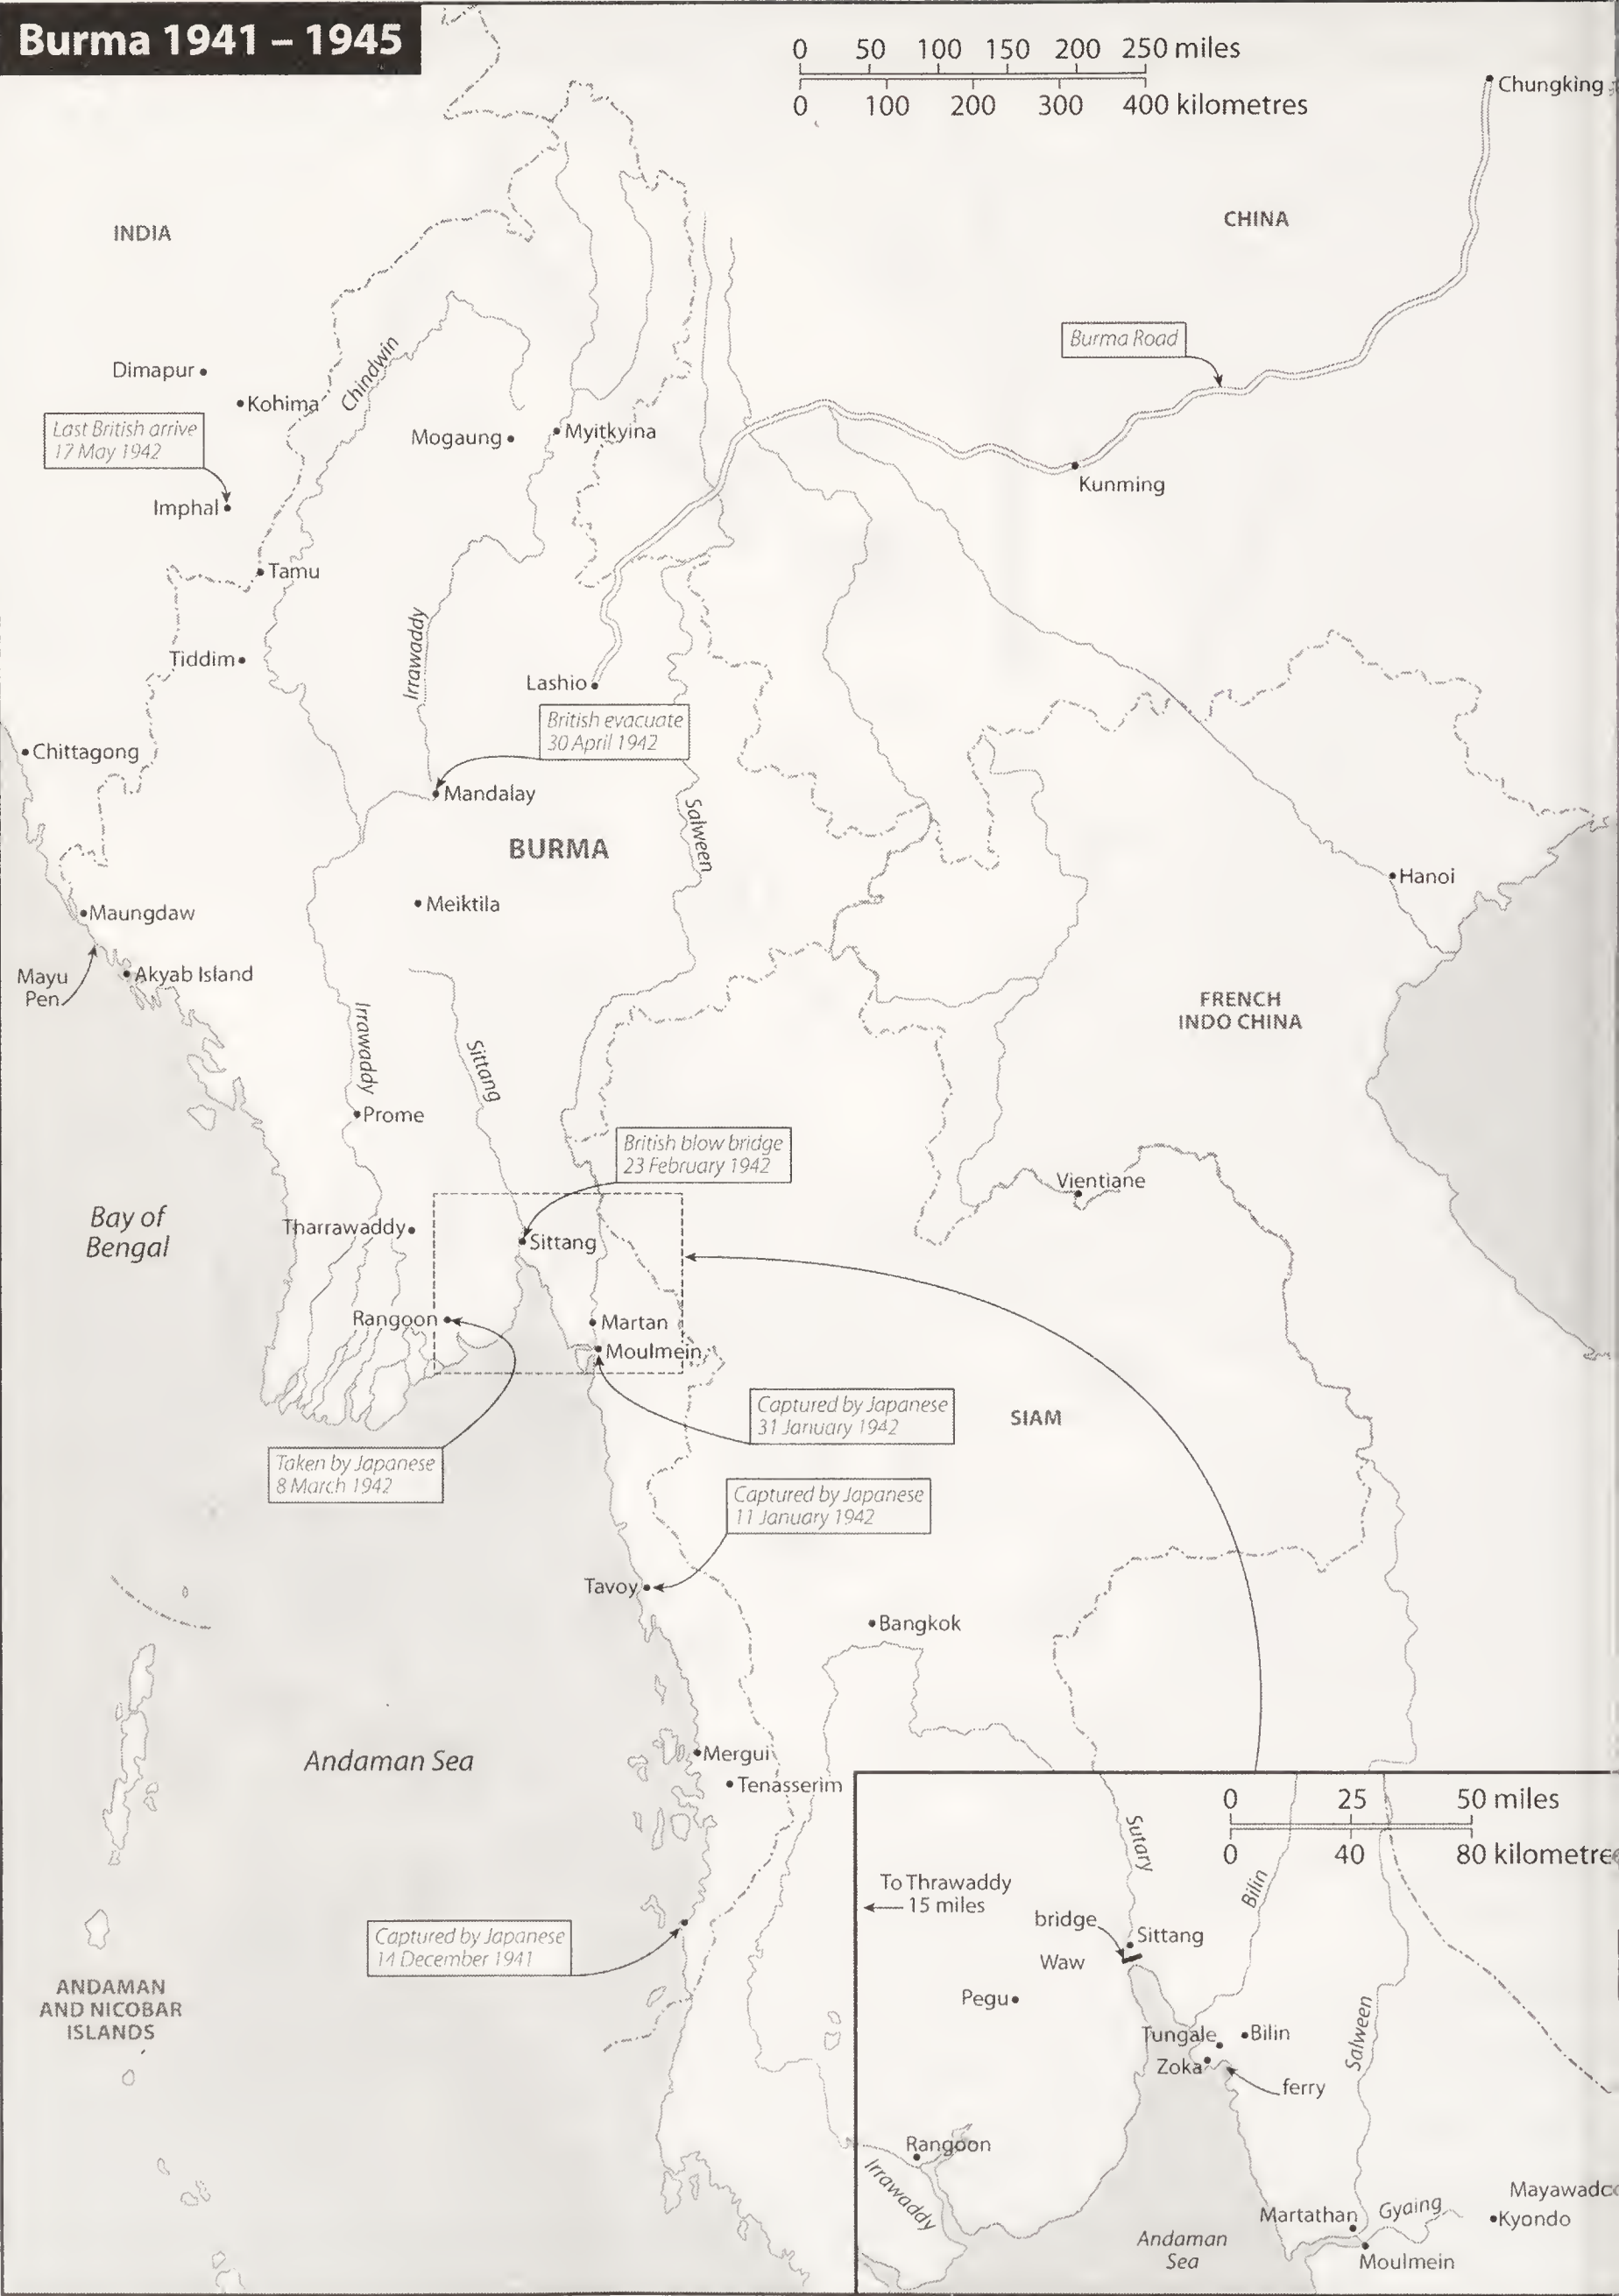 Burma 1941 – 1945
0 50 100 150 200 250 miles
0 100 200 300 400 kilometres
Chungking
INDIA
CHINA
Burma Road
Dimapur
Kohima
Chindwin
Last British arrive
17 May 1942
Mogaung
Myitkyina
Kunming
Imphal
Tamu
Irrawaddy
Tiddim
Lashio
British evacuate
30 April 1942
Chittagong
Mandalay
Salween
BURMA
Hanoi
Meiktila
Maungdaw
Mayu
Pen
Akyab Island
FRENCH
INDO CHINA
Irrawaddy
Sittang
Prome
British blow bridge
23 February 1942
Vientiane
Bay of
Bengal
Tharrawaddy
Sittang
Rangoon
Martan
Moulmein
Captured by Japanese
31 January 1942
SIAM
Taken by Japanese
8 March 1942
Captured by Japanese
11 January 1942
Tavoy
Bangkok
Andaman Sea
Mergui
Tenasserim
Captured by Japanese
14 December 1941
ANDAMAN
AND NICOBAR
ISLANDS
0 25 50 miles
0 40 80 kilometre
Sutary
Bilin
To Thrawaddy
15 miles
bridge
Sittang
Waw
Pegu
Tungale
Bilin
Zoka
Salween
ferry
Rangoon
Irrawaddy
Mayawado
Martathan
Gyaing
Kyondo
Andaman
Sea
Moulmein